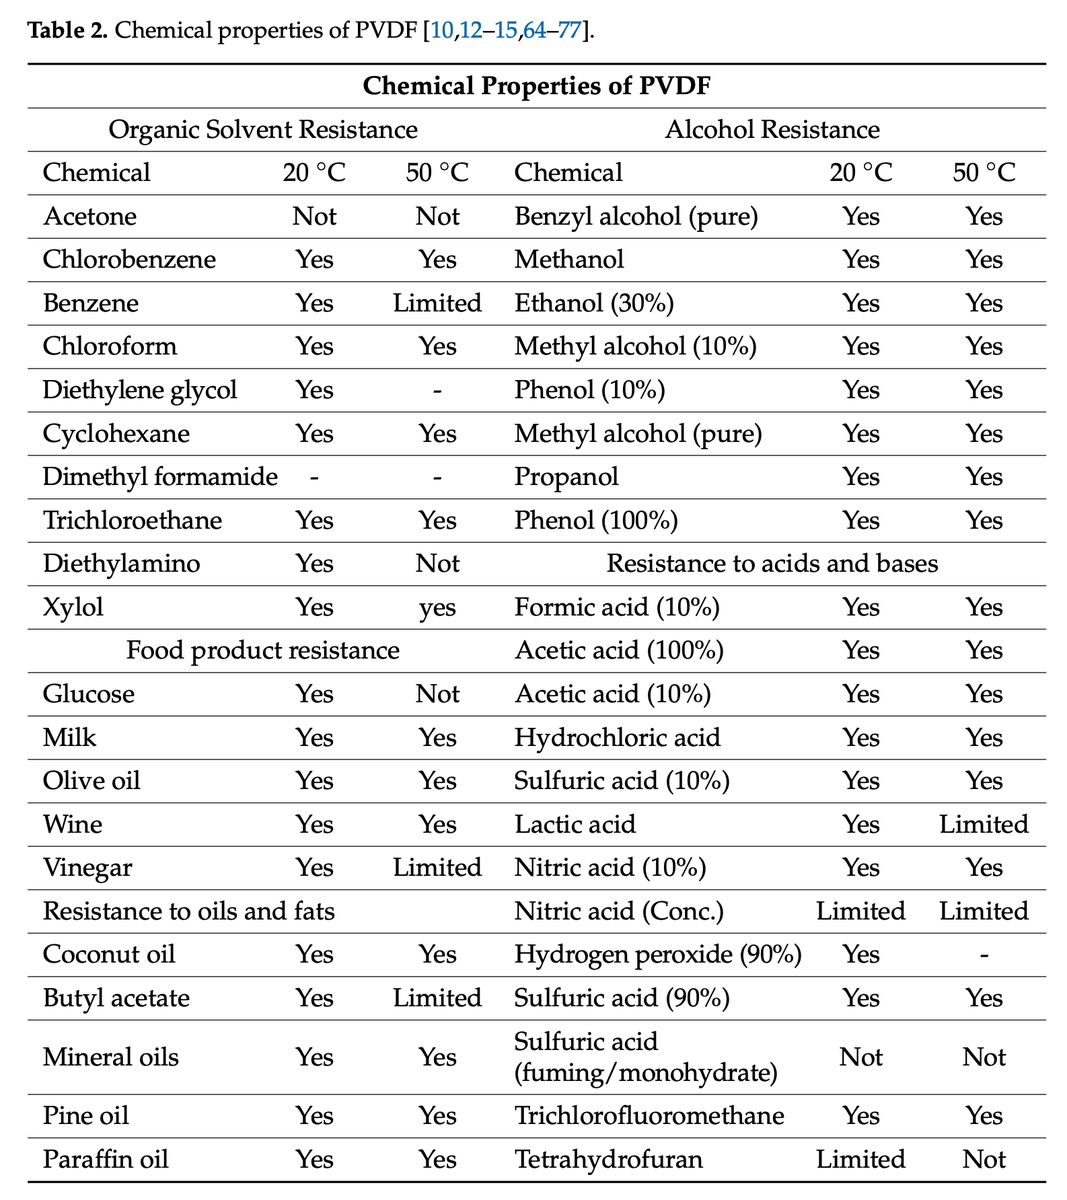 Table 2. Chemical properties of PVDF [10,12–15,64–77].
Chemical Properties of PVDF
Organic Solvent Resistance Alcohol Resistance
Chemical 20 °C 50 °C Chemical 20 °C 50 °C
Acetone Not Not Benzyl alcohol (pure) Yes Yes
Chlorobenzene Yes Yes Methanol Yes Yes
Benzene Yes Limited Ethanol (30%) Yes Yes
Chloroform Yes Yes Methyl alcohol (10%) Yes Yes
Diethylene glycol Yes - Phenol (10%) Yes Yes
Cyclohexane Yes Yes Methyl alcohol (pure) Yes Yes
Dimethyl formamide - - Propanol Yes Yes
Trichloroethane Yes Yes Phenol (100%) Yes Yes
Diethylamino Yes Not Resistance to acids and bases
Xylol Yes yes Formic acid (10%) Yes Yes
Food product resistance Acetic acid (100%) Yes Yes
Glucose Yes Not Acetic acid (10%) Yes Yes
Milk Yes Yes Hydrochloric acid Yes Yes
Olive oil Yes Yes Sulfuric acid (10%) Yes Yes
Wine Yes Yes Lactic acid Yes Limited
Vinegar Yes Limited Nitric acid (10%) Yes Yes
Resistance to oils and fats Nitric acid (Conc.) Limited Limited
Coconut oil Yes Yes Hydrogen peroxide (90%) Yes -
Butyl acetate Yes Limited Sulfuric acid (90%) Yes Yes
Mineral oils Yes Yes Sulfuric acid
(fuming/monohydrate) Not Not
Pine oil Yes Yes Trichlorofluoromethane Yes Yes
Paraffin oil Yes Yes Tetrahydrofuran Limited Not